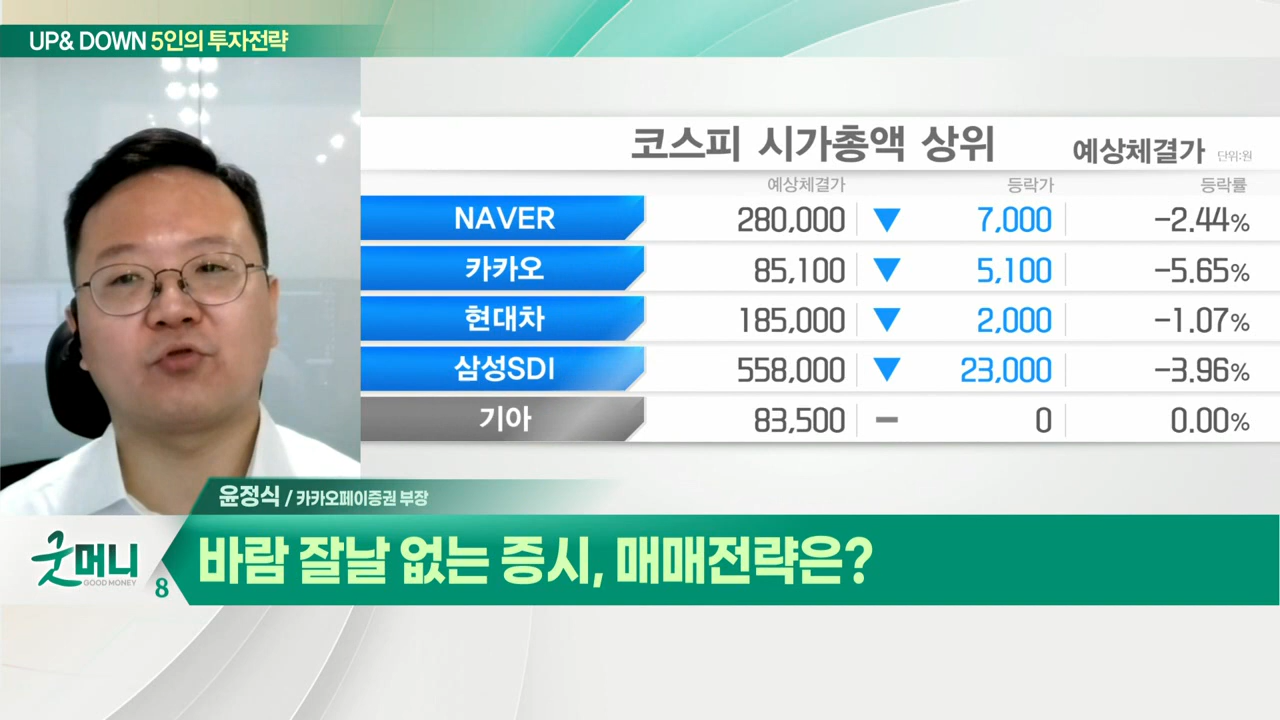 UP& DOWN 5인의 투자전략
코스피 시가총액 상위 예상체결가 단위:원
예상체결가 등락가 등락률
NAVER 280,000 ▼ 7,000 -2.44%
카카오 85,100 ▼ 5,100 -5.65%
현대차 185,000 ▼ 2,000 -1.07%
삼성SDI 558,000 ▼ 23,000 -3.96%
기아 83,500 - 0 0.00%
윤정식 / 카카오페이증권 부장
굿머니
GOOD MONEY
8
바람 잘날 없는 증시, 매매전략은?